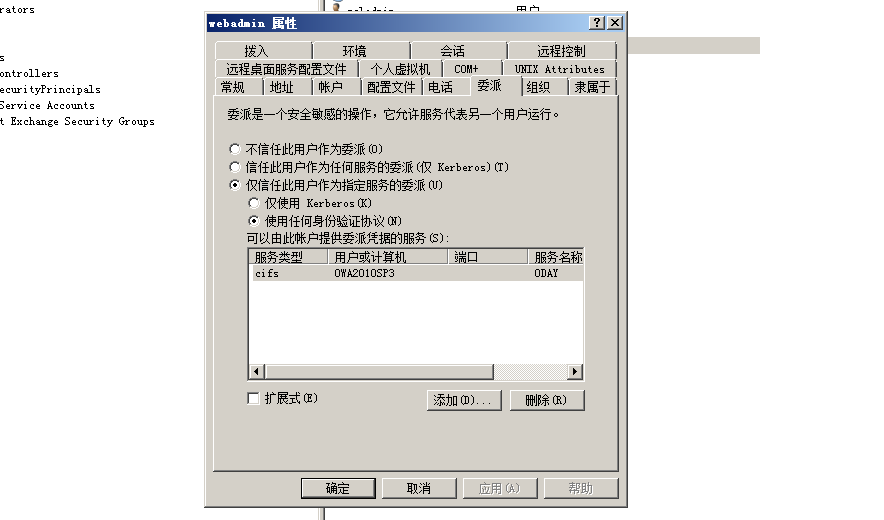 rators
用户
s
ontrollers
ecurityPrincipals
Service Accounts
t Exchange Security Groups
webadmin 属性
拨入 环境 会话 远程控制
远程桌面服务配置文件 个人虚拟机 COM+ UNIX Attributes
常规 地址 帐户 配置文件 电话 委派 组织 隶属于
委派是一个安全敏感的操作，它允许服务代表另一个用户运行。
不信任此用户作为委派(O)
信任此用户作为任何服务的委派(仅 Kerberos)(T)
仅信任此用户作为指定服务的委派(U)
仅使用 Kerberos(K)
使用任何身份验证协议(N)
可以由此帐户提供委派凭据的服务(S):
服务类型 用户或计算机 端口 服务名称
cifs OWA2010SP3 0DAY
扩展式(E)
添加(D)... 删除(R)
确定 取消 应用(A) 帮助